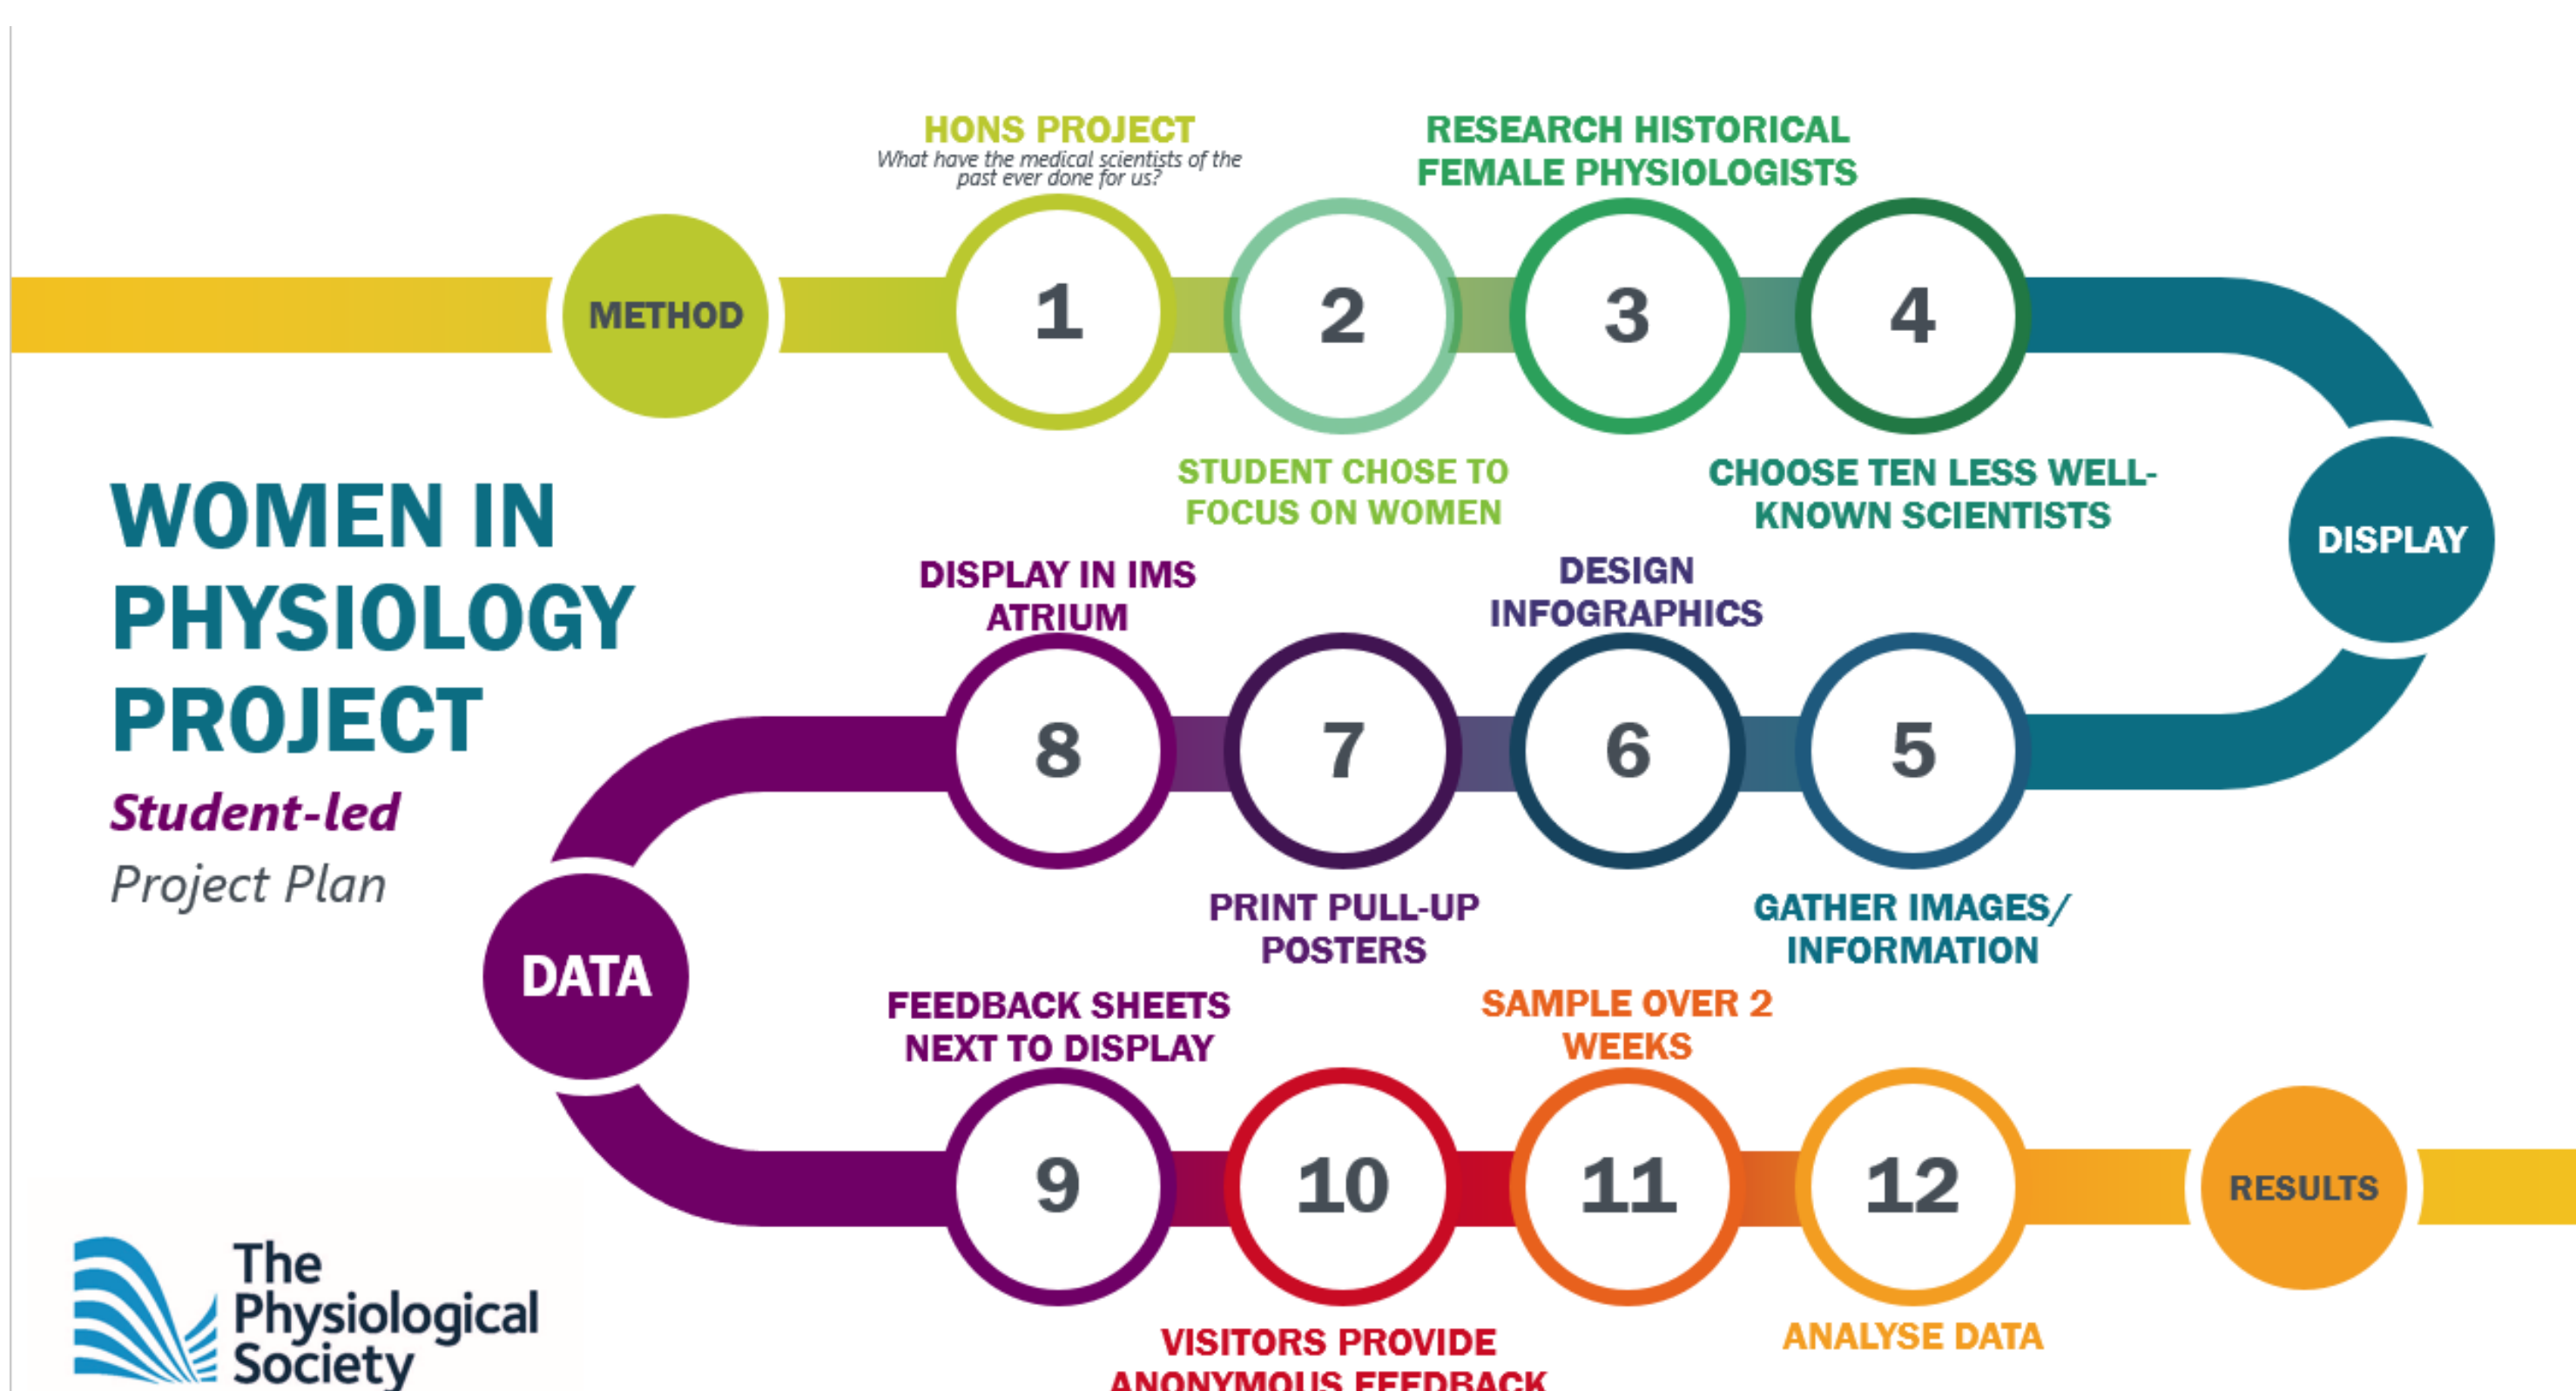 HONS PROJECT
What have the medical scientists of the
past ever done for us?
RESEARCH HISTORICAL
FEMALE PHYSIOLOGISTS
METHOD
1
2
3
4
STUDENT CHOSE TO
FOCUS ON WOMEN
CHOOSE TEN LESS WELL-
KNOWN SCIENTISTS
DISPLAY
WOMEN IN
PHYSIOLOGY
PROJECT
Student-led
Project Plan
DISPLAY IN IMS
ATRIUM
DESIGN
INFOGRAPHICS
8
7
6
5
PRINT PULL-UP
POSTERS
GATHER IMAGES/
INFORMATION
DATA
FEEDBACK SHEETS
NEXT TO DISPLAY
SAMPLE OVER 2
WEEKS
9
10
11
12
RESULTS
VISITORS PROVIDE
ANONYMOUS FEEDBACK
ANALYSE DATA
The
Physiological
Society